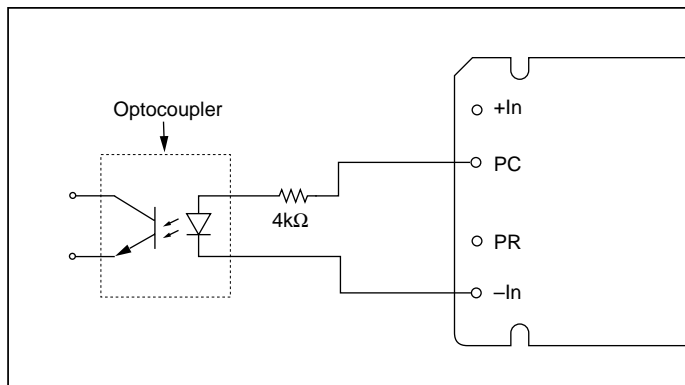 Optocoupler
4kΩ
+In
PC
PR
–In